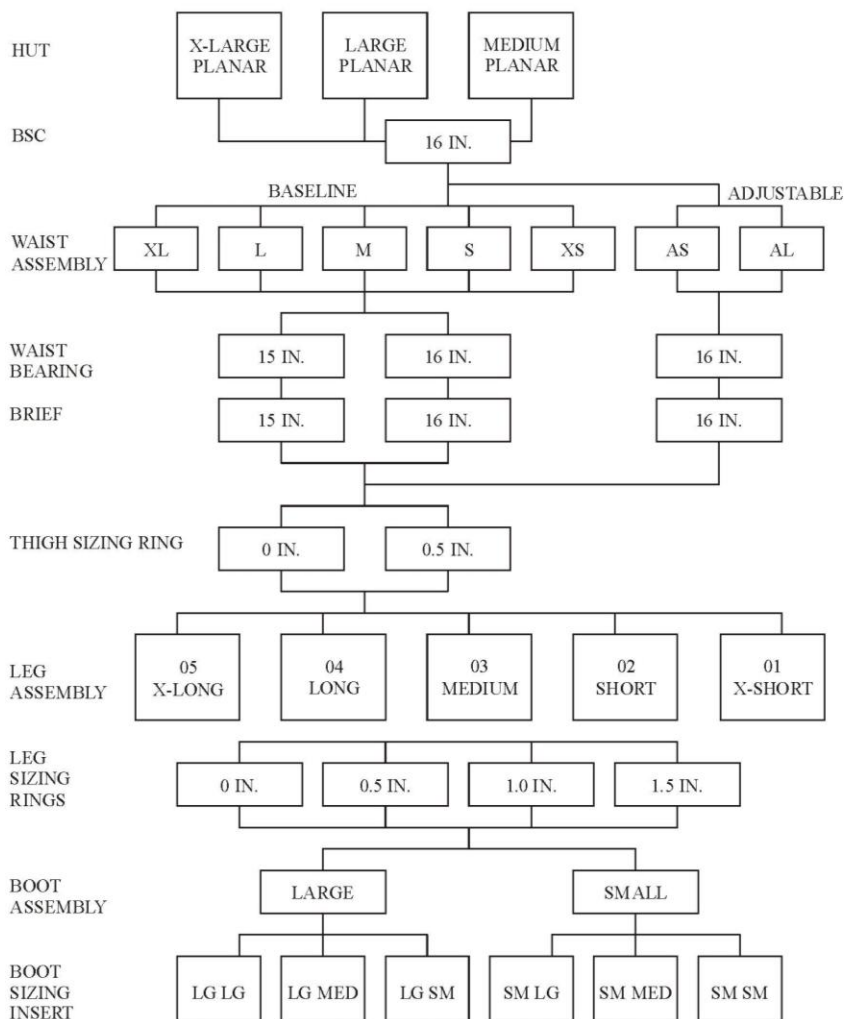 HUT
X-LARGE
PLANAR
LARGE
PLANAR
MEDIUM
PLANAR
BSC
16 IN.
BASELINE
ADJUSTABLE
WAIST
ASSEMBLY
XL
L
M
S
XS
AS
AL
WAIST
BEARING
15 IN.
16 IN.
16 IN.
BRIEF
15 IN.
16 IN.
16 IN.
THIGH SIZING RING
0 IN.
0.5 IN.
LEG
ASSEMBLY
05
X-LONG
04
LONG
03
MEDIUM
02
SHORT
01
X-SHORT
LEG
SIZING
RINGS
0 IN.
0.5 IN.
1.0 IN.
1.5 IN.
BOOT
ASSEMBLY
LARGE
SMALL
BOOT
SIZING
INSERT
LG LG
LG MED
LG SM
SM LG
SM MED
SM SM